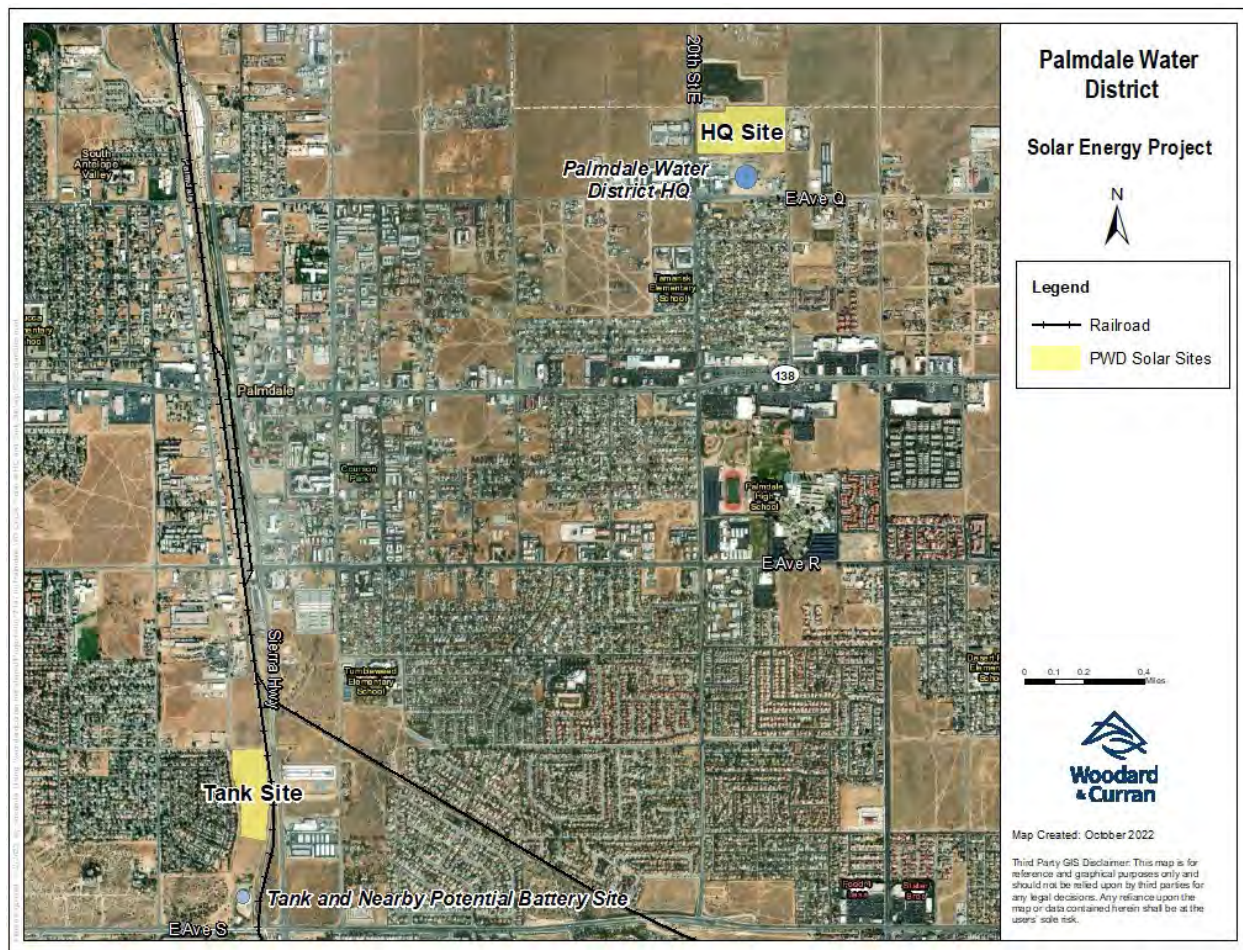 20th St E
HQ Site
Palmdale Water
District HQ
E Ave Q
South
Antelope
Valley
Palmdale
Tamarisk
Elementary
School
138
Palmdale
Courson
Park
Palmdale
High
School
E Ave R
Sierra Hwy
Tumbleweed
Elementary
School
Tank Site
Tank and Nearby Potential Battery Site
E Ave S
Palmdale Water
District
Solar Energy Project
N
Legend
Railroad
PWD Solar Sites
0 0.1 0.2 0.4
Miles
Woodard
& Curran
Map Created: October 2022
Third Party GIS Disclaimer: This map is for
reference and graphical purposes only and
should not be relied upon by third parties for
any legal decisions. Any reliance upon the
map or data contained herein shall be at the
users' sole risk.